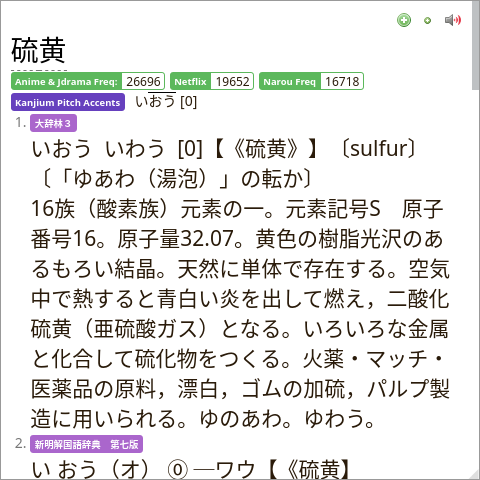 硫黄
Anime & Jdrama Freq: 26696 Netflix 19652 Narou Freq 16718
Kanjium Pitch Accents いおう [0]
1. 大辞林3
いおう いわう [0]【《硫黄》】〔sulfur〕
〔「ゆあわ（湯泡）」の転か〕
16族（酸素族）元素の一。元素記号S　原子
番号16。原子量32.07。黄色の樹脂光沢のあ
るもろい結晶。天然に単体で存在する。空気
中で熱すると青白い炎を出して燃え，二酸化
硫黄（亜硫酸ガス）となる。いろいろな金属
と化合して硫化物をつくる。火薬・マッチ・
医薬品の原料，漂白，ゴムの加硫，パルプ製
造に用いられる。ゆのあわ。ゆわう。
2. 新明解国語辞典　第七版
い おう（オ） ⓪ ―ワウ【《硫黄】